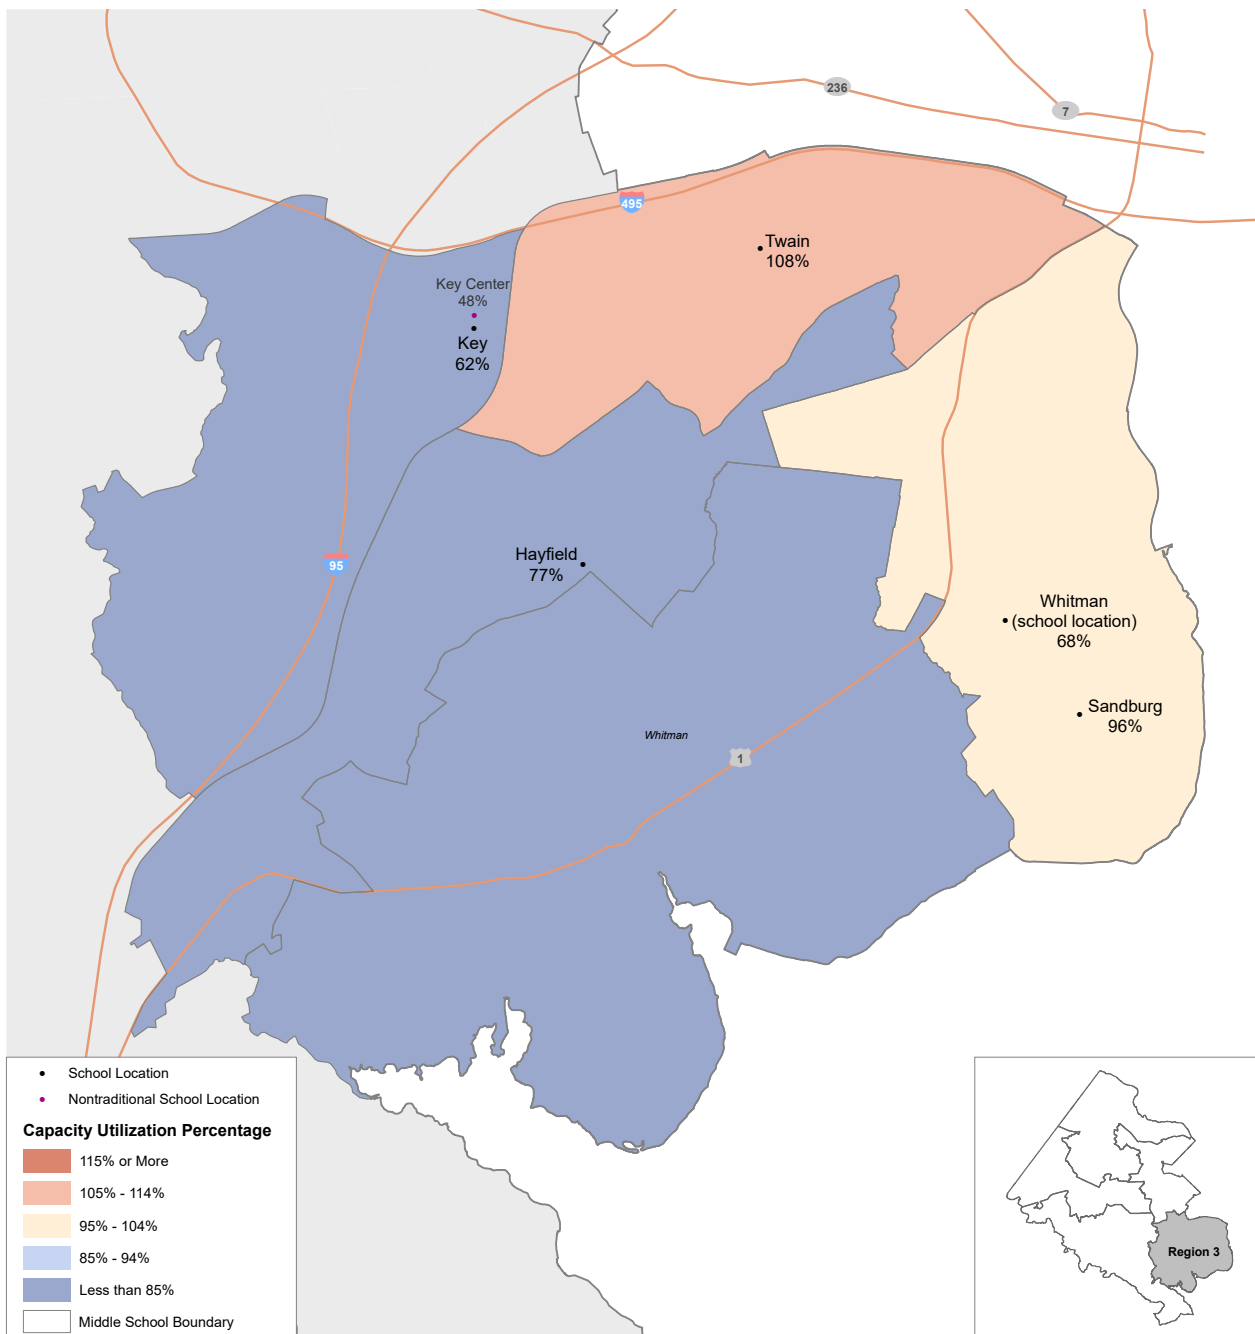 236
7
495
Twain
108%
Key Center
48%
Key
62%
Hayfield
77%
95
Whitman
(school location)
68%
Sandburg
96%
Whitman
1
School Location
Nontraditional School Location
Capacity Utilization Percentage
115% or More
105% - 114%
95% - 104%
85% - 94%
Less than 85%
Middle School Boundary
Region 3